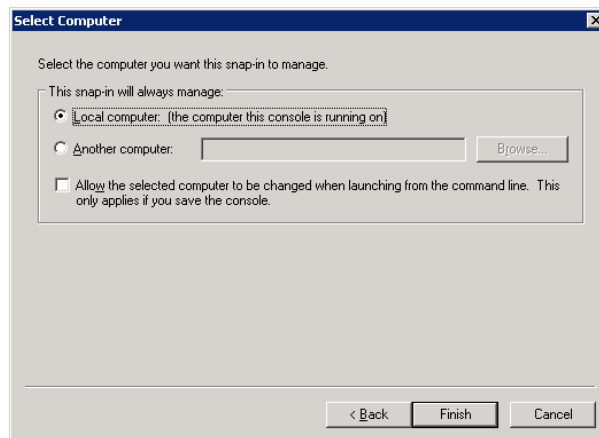 Select Computer
Select the computer you want this snap-in to manage.
This snap-in will always manage:
Local computer: (the computer this console is running on)
Another computer:
Browse...
Allow the selected computer to be changed when launching from the command line. This
only applies if you save the console.
< Back
Finish
Cancel